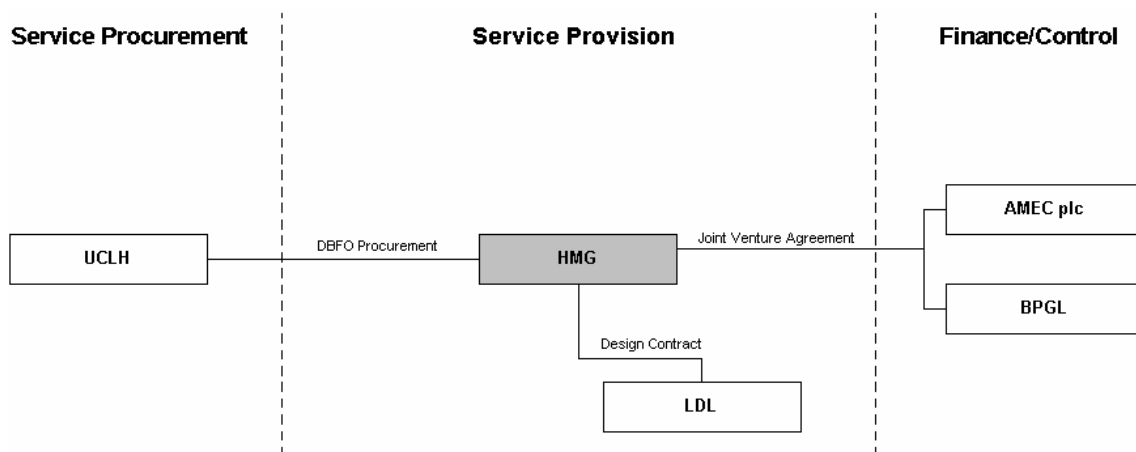 Service Procurement
Service Provision
Finance/Control
AMEC plc
UCLH
DBFO Procurement
HMG
Joint Venture Agreement
BPGL
Design Contract
LDL